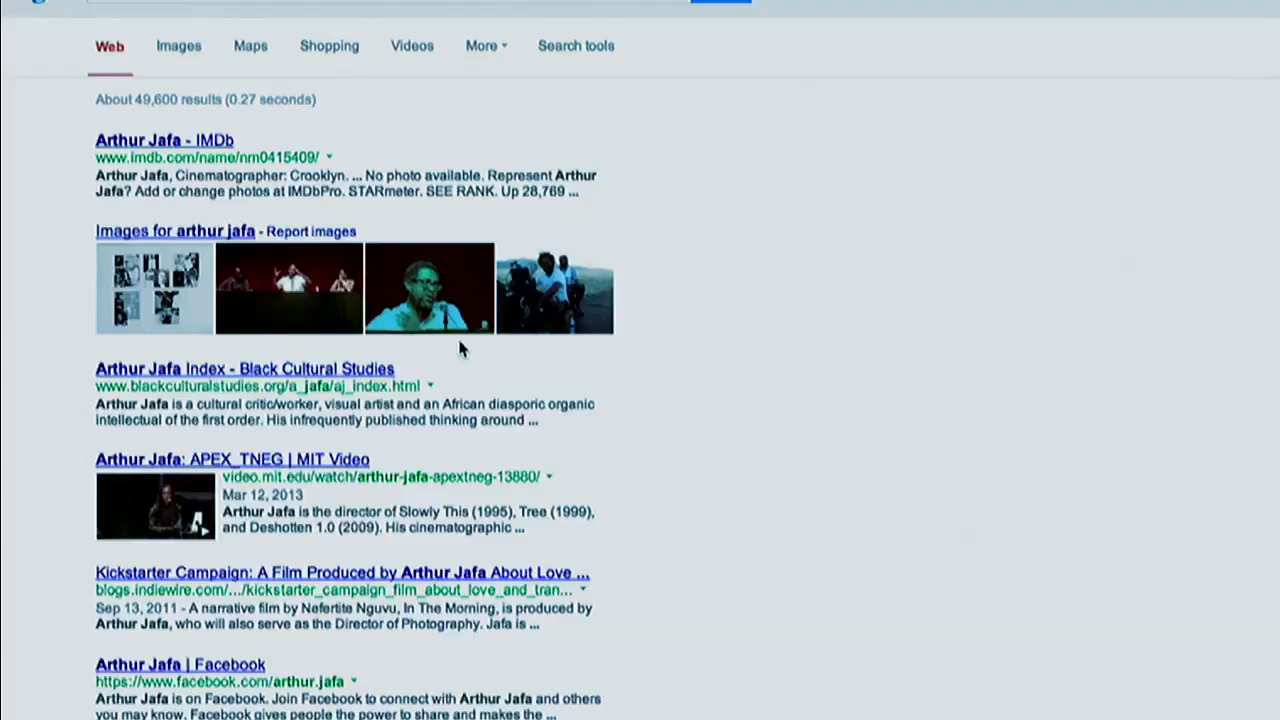 Web Images Maps Shopping Videos More Search tools
About 49,600 results (0.27 seconds)
Arthur Jafa - IMDb
www.imdb.com/name/nm0415409/
Arthur Jafa, Cinematographer: Crooklyn. ... No photo available. Represent Arthur
Jafa? Add or change photos at IMDbPro. STARmeter. SEE RANK. Up 28,769 ...
Images for arthur jafa - Report images
Arthur Jafa Index - Black Cultural Studies
www.blackculturalstudies.org/a_jafa/aj_index.html
Arthur Jafa is a cultural critic/worker, visual artist and an African diasporic organic
intellectual of the first order. His infrequently published thinking around ...
Arthur Jafa: APEX_TNEG | MIT Video
video.mit.edu/watch/arthur-jafa-apextneg-13880/
Mar 12, 2013
Arthur Jafa is the director of Slowly This (1995), Tree (1999),
and Deshotten 1.0 (2009). His cinematographic ...
Kickstarter Campaign: A Film Produced by Arthur Jafa About Love ...
blogs.indiewire.com/.../kickstarter_campaign_film_about_love_and_tran...
Sep 13, 2011 - A narrative film by Nefertite Nguvu, In The Morning, is produced by
Arthur Jafa, who will also serve as the Director of Photography. Jafa is ...
Arthur Jafa | Facebook
https://www.facebook.com/arthur.jafa
Arthur Jafa is on Facebook. Join Facebook to connect with Arthur Jafa and others
you may know. Facebook gives people the power to share and makes the ...